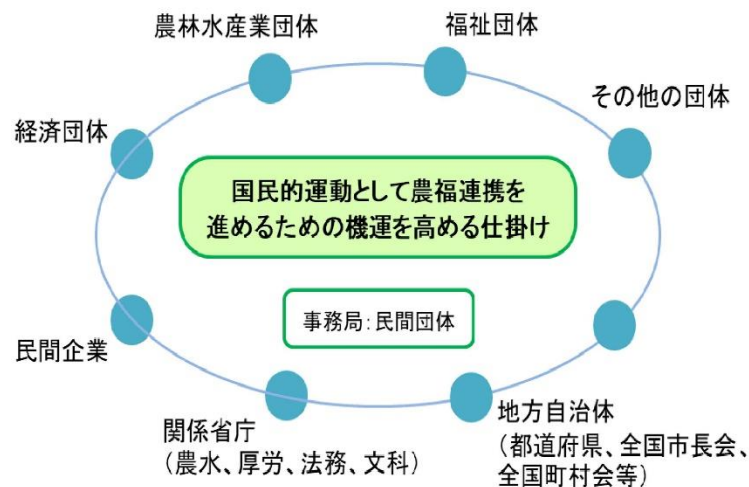 農林水産業団体
福祉団体
その他の団体
経済団体
国民的運動として農福連携を
進めるための機運を高める仕掛け
事務局:民間団体
民間企業
関係省庁
(農水、厚労、法務、文科)
地方自治体
(都道府県、全国市長会、
全国町村会等)